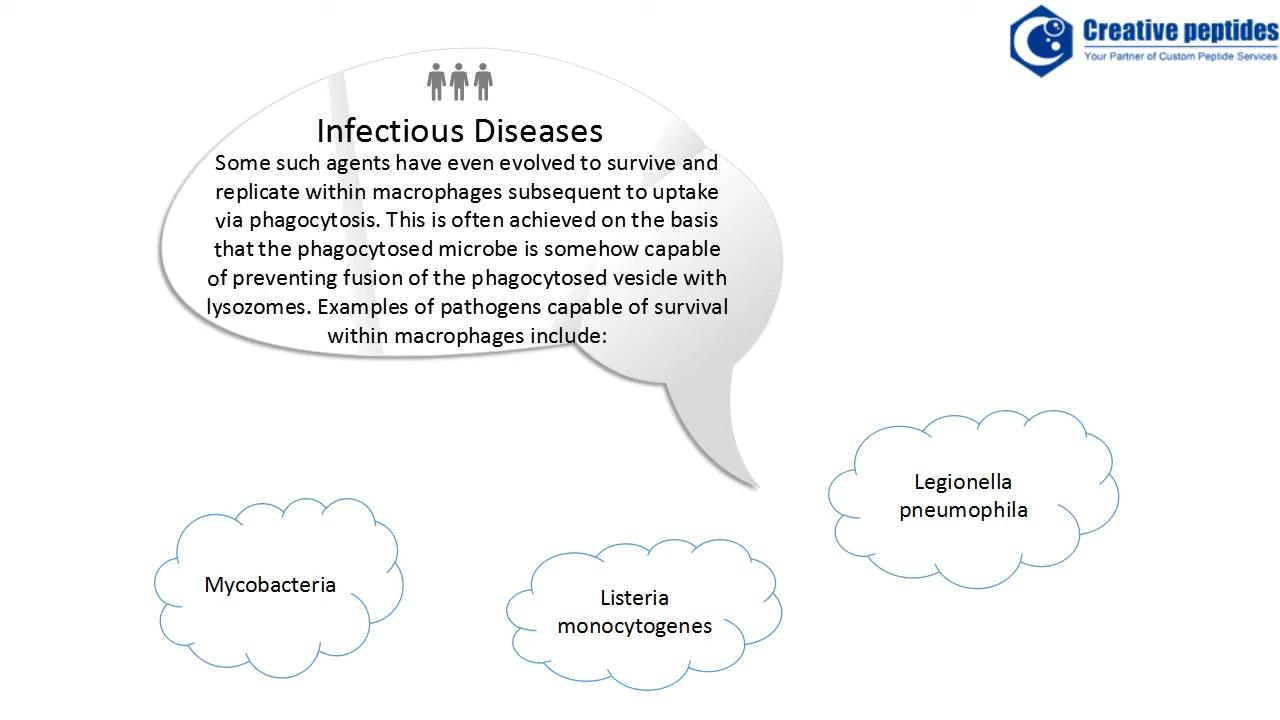 Creative peptides
Your Partner of Custom Peptide Services
Infectious Diseases
Some such agents have even evolved to survive and
replicate within macrophages subsequent to uptake
via phagocytosis. This is often achieved on the basis
that the phagocytosed microbe is somehow capable
of preventing fusion of the phagocytosed vesicle with
lysozomes. Examples of pathogens capable of survival
within macrophages include:
Legionella
pneumophila
Mycobacteria
Listeria
monocytogenes